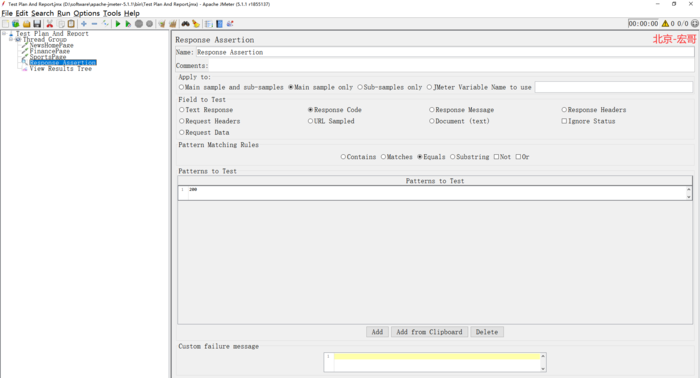 Test Plan And Report.jmx (D:\software\apache-jmeter-5.1.1\bin\Test Plan And Report.jmx) - Apache JMeter (5.1.1 r1855137)
File Edit Search Run Options Tools Help
00:00:00 0 0/0
Test Plan And Report
Thread Group
NewsHomePage
FinancePage
SportsPage
Response Assertion
View Results Tree
Response Assertion
北京-宏哥
Name: Response Assertion
Comments:
Apply to:
Main sample and sub-samples Main sample only Sub-samples only JMeter Variable Name to use
Field to Test
Text Response Response Code Response Message Response Headers
Request Headers URL Sampled Document (text) Ignore Status
Request Data
Pattern Matching Rules
Contains Matches Equals Substring Not Or
Patterns to Test
Patterns to Test
1 200
Add Add from Clipboard Delete
Custom failure message
1